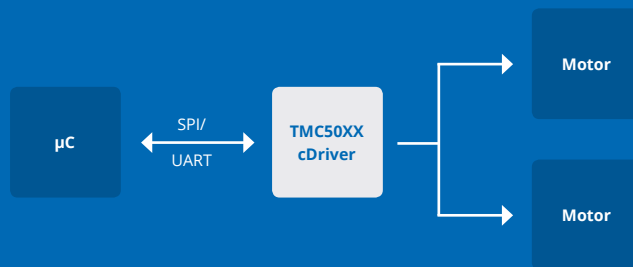 Motor
µC
SPI/
UART
TMC50XX
cDriver
Motor